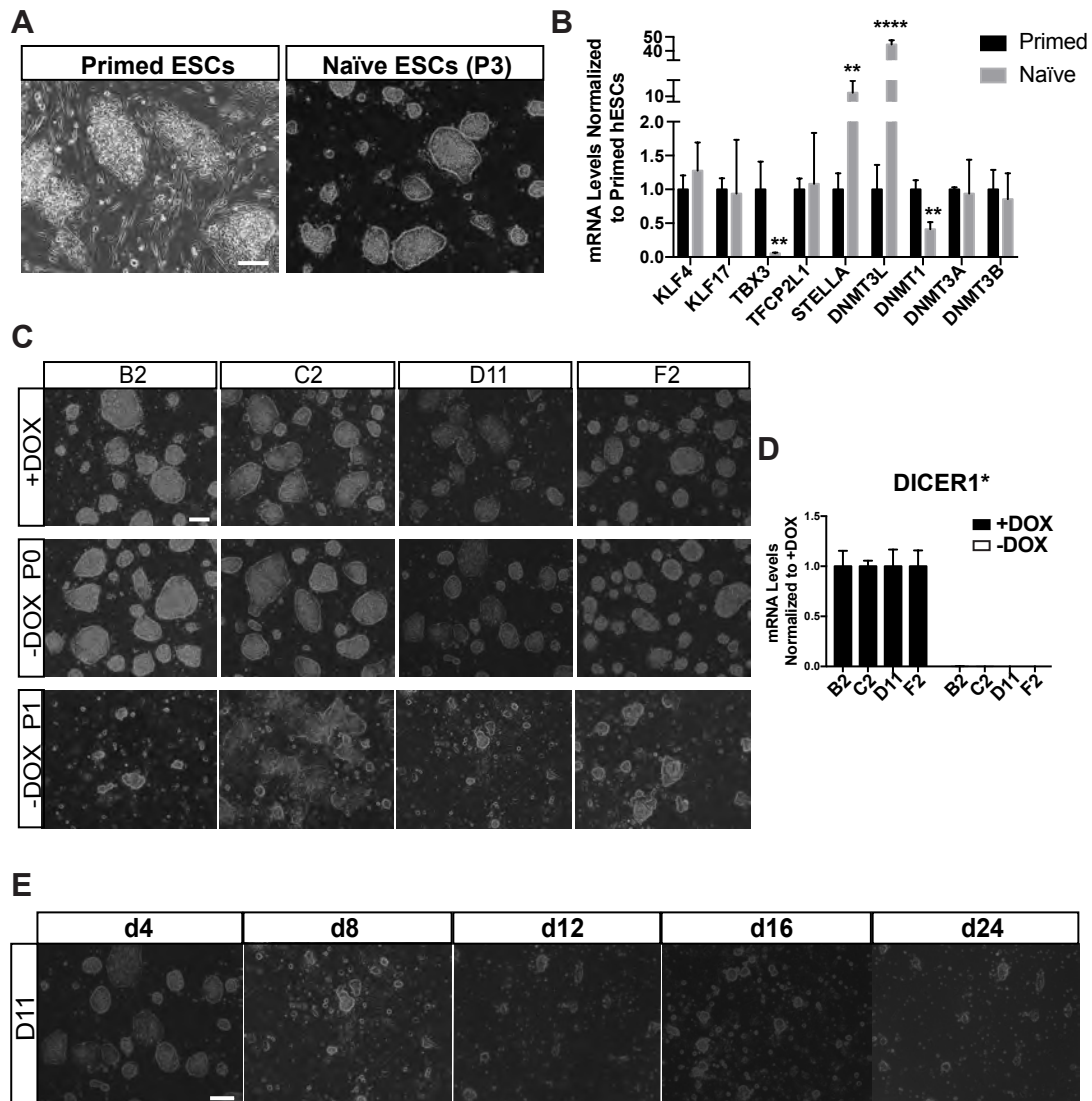 A
Primed ESCs
Naïve ESCs (P3)
B
mRNA Levels Normalized
to Primed hESCs
50
40
10
2.0
1.5
1.0
0.5
0.0
**
**
****
**
Primed
Naïve
KLF4
KLF17
TBX3
TFCP2L1
STELLA
DNMT3L
DNMT1
DNMT3A
DNMT3B
C
B2
C2
D11
F2
+DOX
-DOX P0
-DOX P1
D
DICER1*
mRNA Levels
Normalized to +DOX
1.5
1.0
0.5
0.0
+DOX
-DOX
B2
C2
D11
F2
B2
C2
D11
F2
E
d4
d8
d12
d16
d24
D11